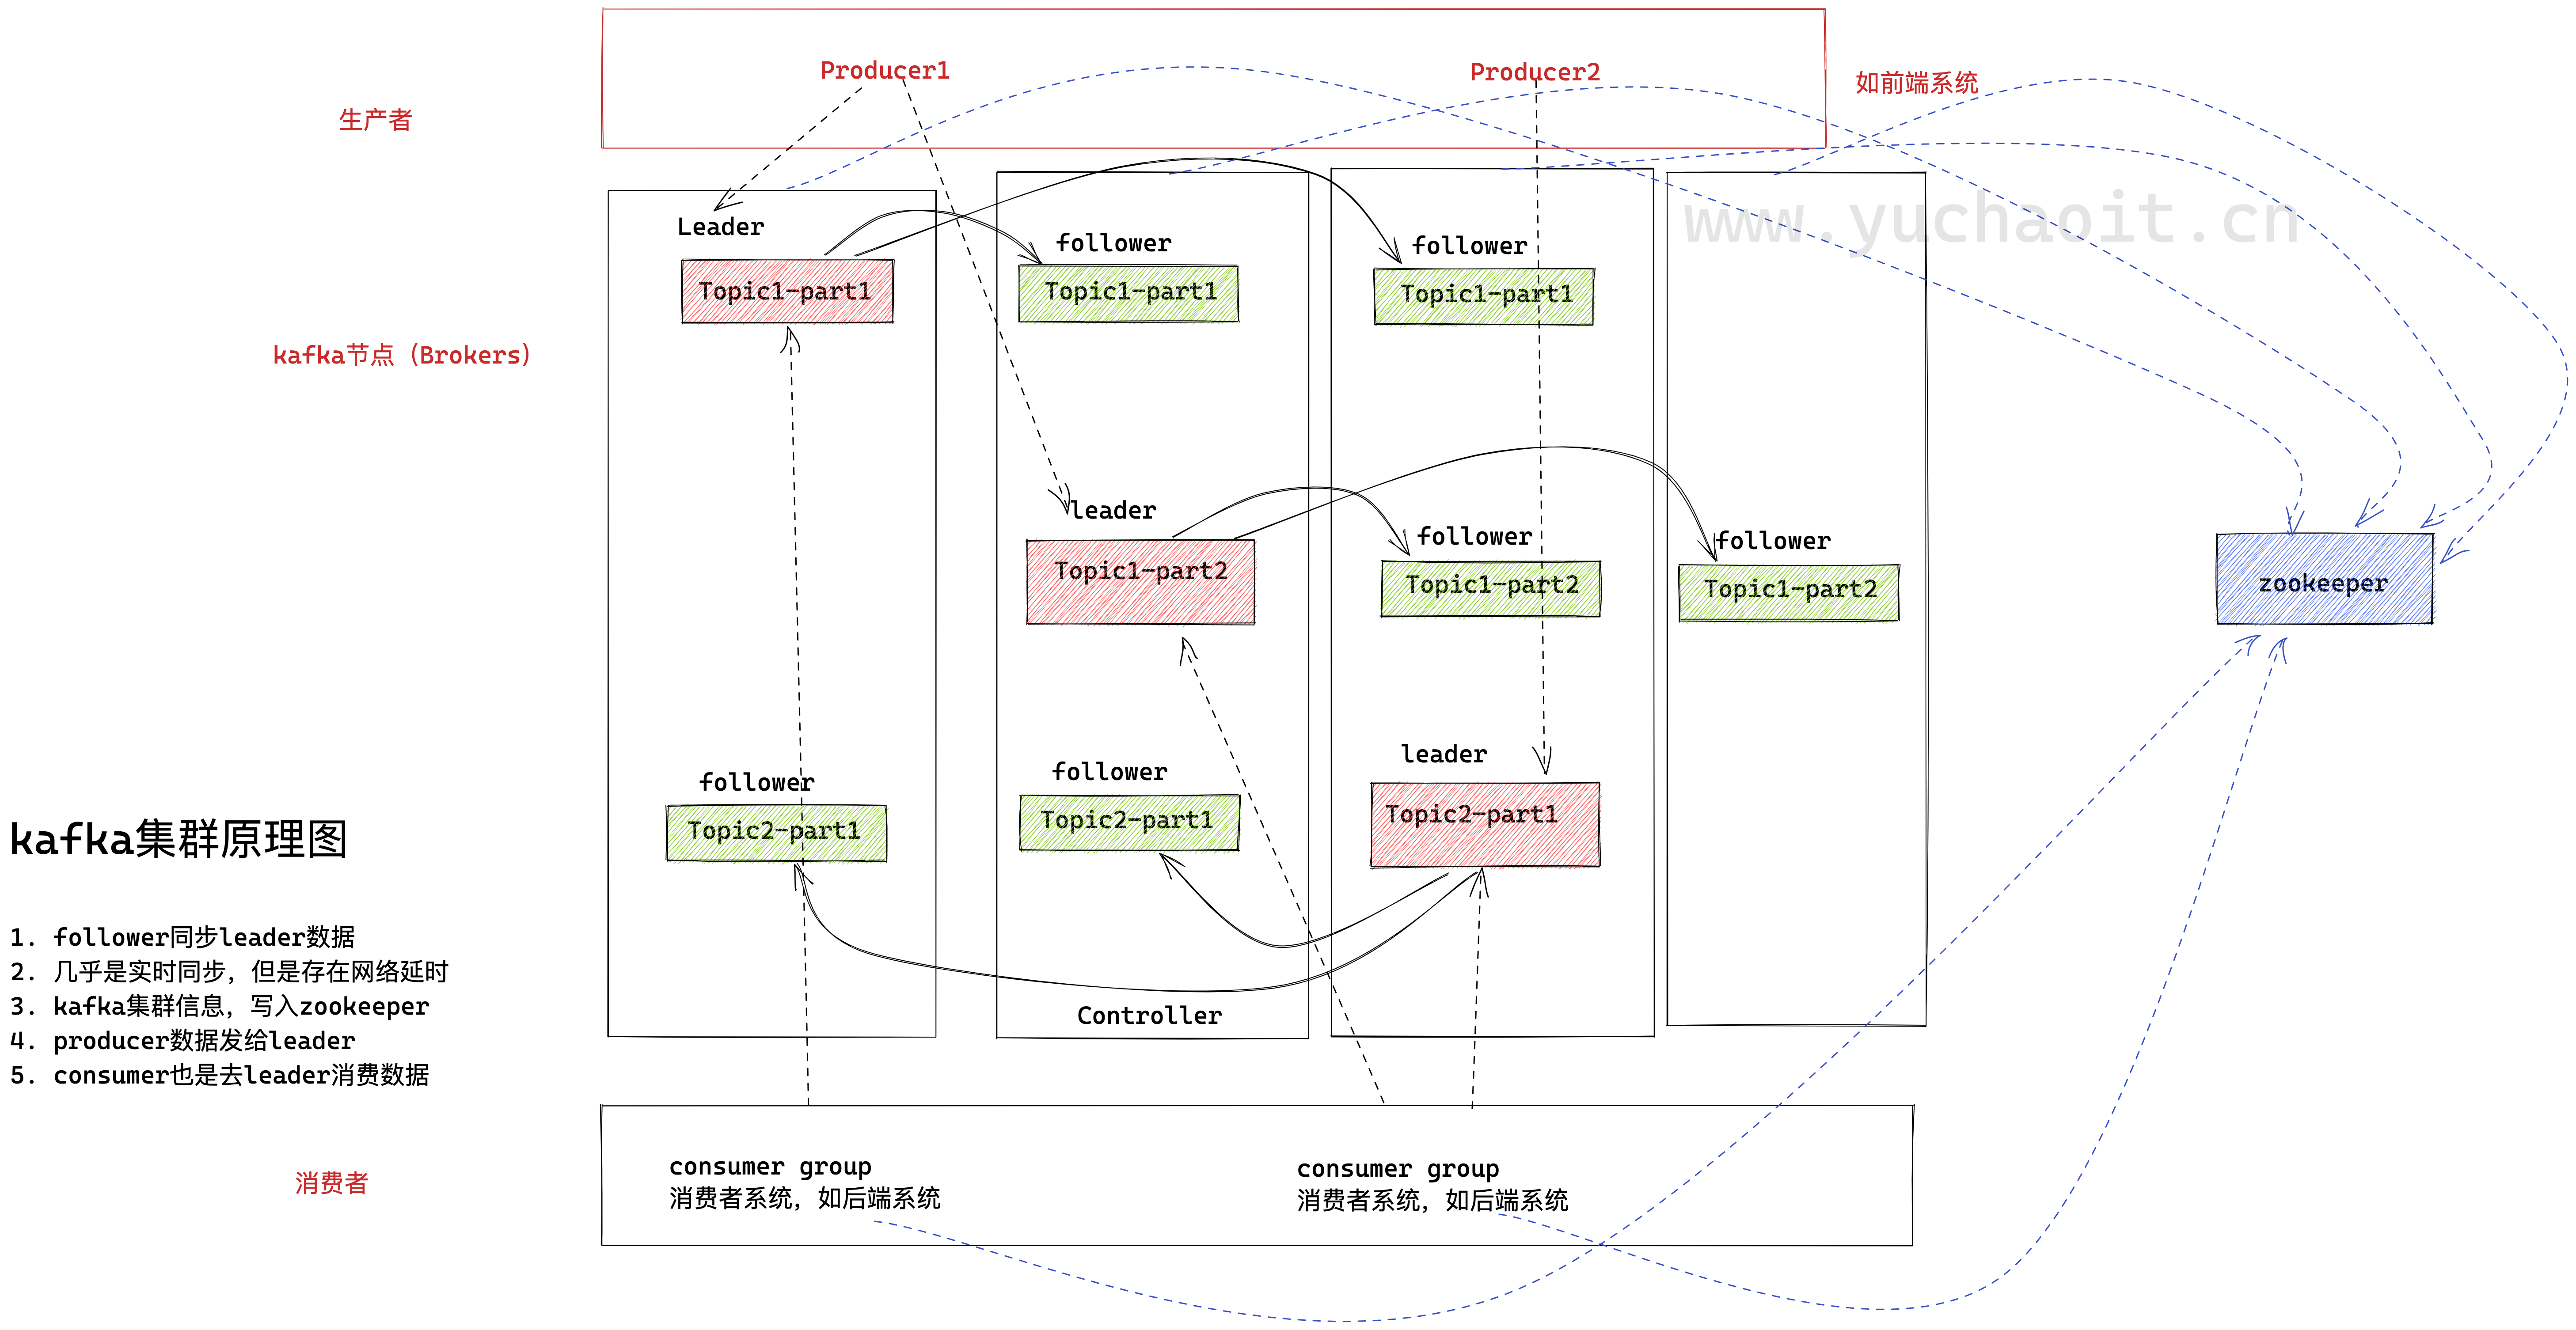 Producer1
Producer2
如前端系统
生产者
www.yuchaoit.cn
Leader
follower
follower
Topic1-part1
Topic1-part1
Topic1-part1
kafka节点（Brokers）
leader
follower
follower
Topic1-part2
Topic1-part2
Topic1-part2
zookeeper
leader
follower
follower
Topic2-part1
Topic2-part1
Topic2-part1
kafka集群原理图
1. follower同步leader数据
2. 几乎是实时同步，但是存在网络延时
3. kafka集群信息，写入zookeeper
4. producer数据发给leader
5. consumer也是去leader消费数据
Controller
消费者
consumer group
消费者系统，如后端系统
consumer group
消费者系统，如后端系统